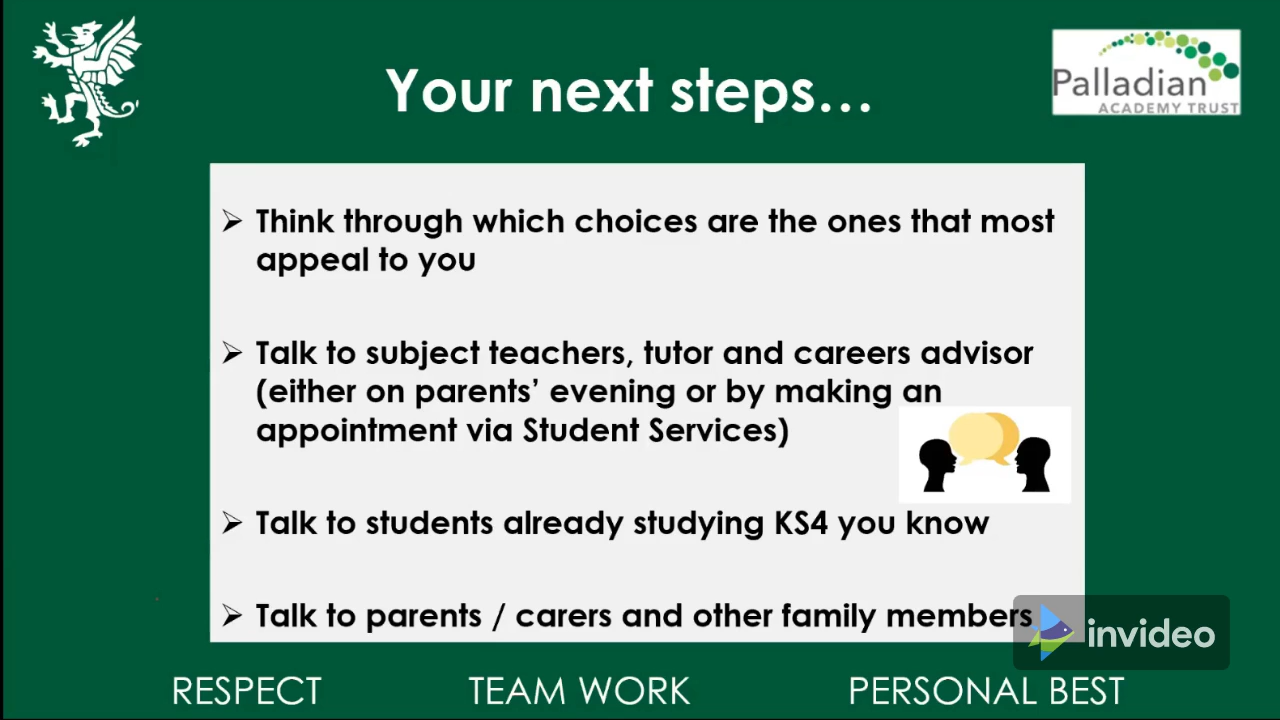 Your next steps...
Palladian
ACADEMY TRUST
Think through which choices are the ones that most
appeal to you
Talk to subject teachers, tutor and careers advisor
(either on parents’ evening or by making an
appointment via Student Services)
Talk to students already studying KS4 you know
Talk to parents / carers and other family members
invideo
RESPECT
TEAM WORK
PERSONAL BEST